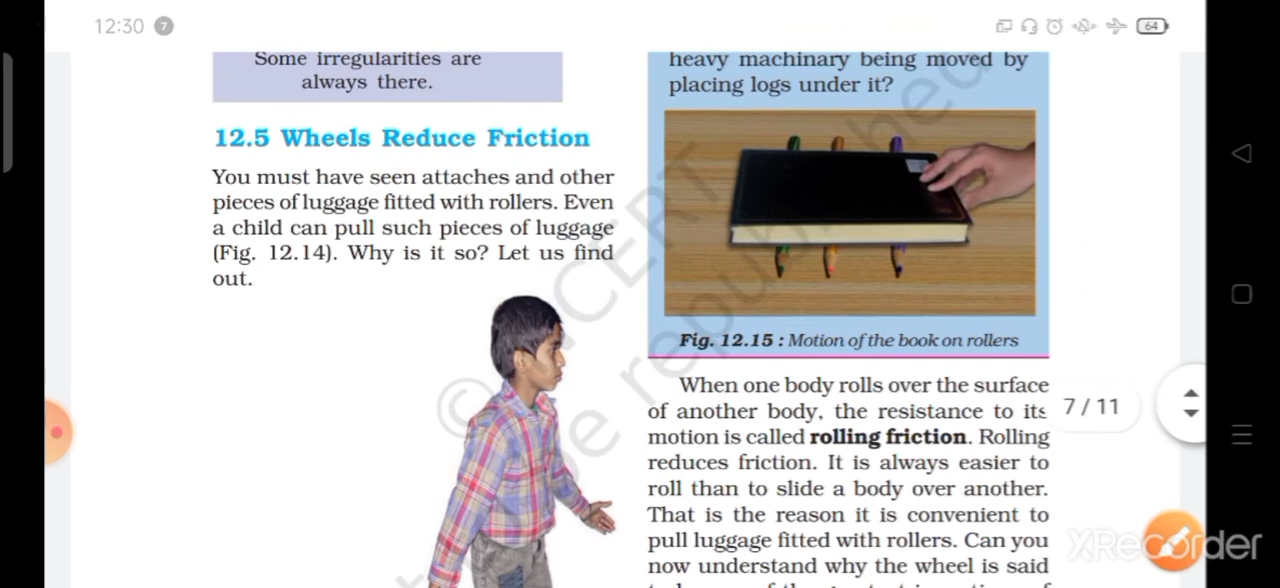 12:30 7
64
Some irregularities are
always there.
12.5 Wheels Reduce Friction
You must have seen attaches and other
pieces of luggage fitted with rollers. Even
a child can pull such pieces of luggage
(Fig. 12.14). Why is it so? Let us find
out.
heavy machinary being moved by
placing logs under it?
Fig. 12.15 : Motion of the book on rollers
When one body rolls over the surface
of another body, the resistance to its
motion is called rolling friction. Rolling
reduces friction. It is always easier to
roll than to slide a body over another.
That is the reason it is convenient to
pull luggage fitted with rollers. Can you
now understand why the wheel is said
7 / 11
© NCERT
be republished
XRecorder